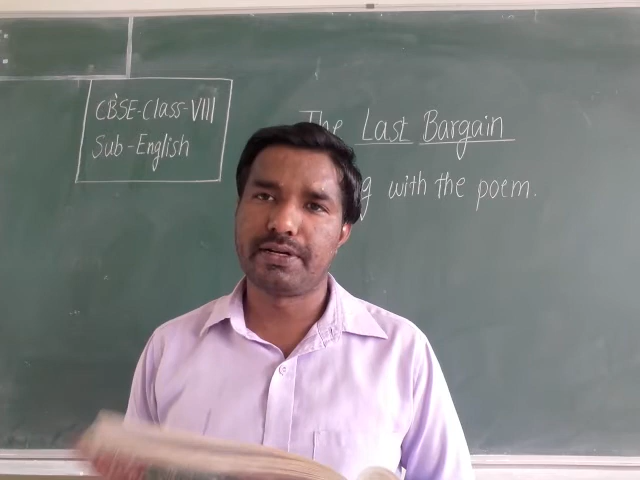 CBSE-Class-VIII
Sub-English
The Last Bargain
with the poem.